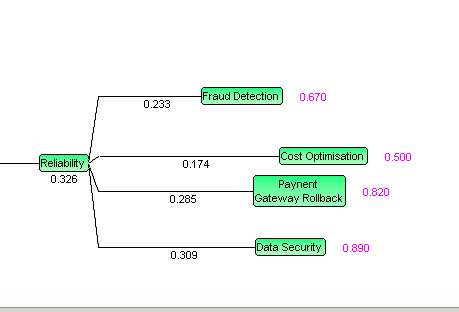 Fraud Detection 0.670
0.233
Cost Optimisation 0.500
Reliability
0.174
0.326
Paynent
Gateway Rollback 0.820
0.285
Data Security 0.890
0.309